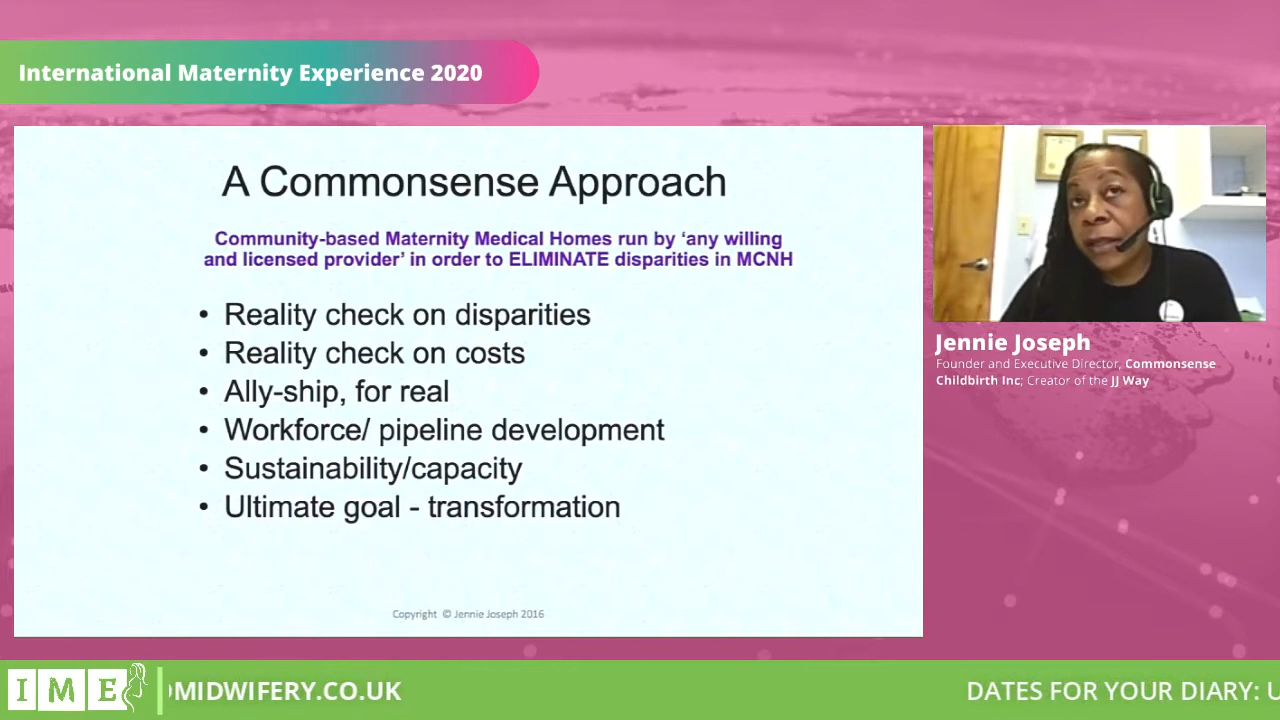 International Maternity Experience 2020
A Commonsense Approach
Community-based Maternity Medical Homes run by ‘any willing
and licensed provider’ in order to ELIMINATE disparities in MCNH
• Reality check on disparities
• Reality check on costs
• Ally-ship, for real
• Workforce/ pipeline development
• Sustainability/capacity
• Ultimate goal - transformation
Copyright © Jennie Joseph 2016
Jennie Joseph
Founder and Executive Director, Commonsense
Childbirth Inc; Creator of the JJ Way
IME
MIDWIFERY.CO.UK
DATES FOR YOUR DIARY: